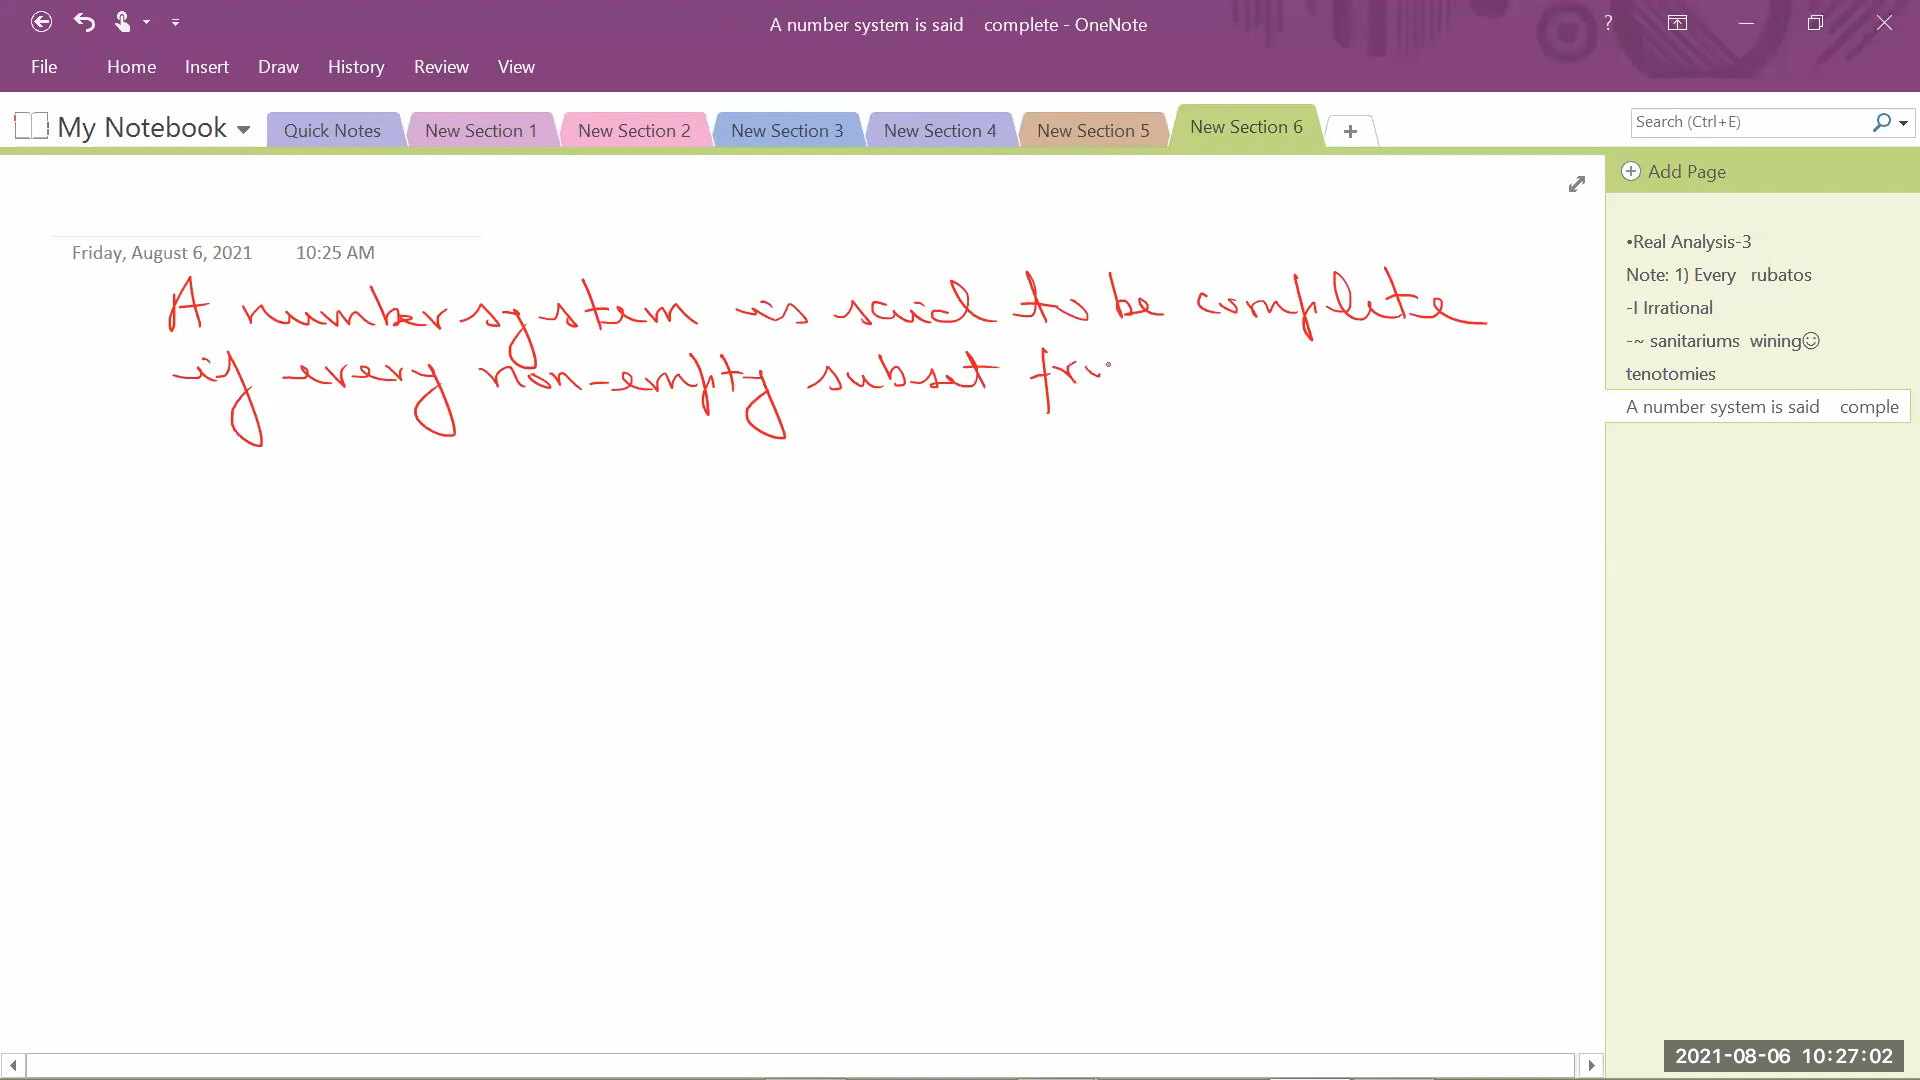 A number system is said complete - OneNote
?
File Home Insert Draw History Review View
My Notebook
Quick Notes New Section 1 New Section 2 New Section 3 New Section 4 New Section 5 New Section 6 +
Search (Ctrl+E)
Add Page
Friday, August 6, 2021 10:25 AM
A number system is said to be complete
if every non-empty subset
•Real Analysis-3
Note: 1) Every rubatos
-I Irrational
-~ sanitariums wining☺
tenotomies
A number system is said comple
2021-08-06 10:27:02